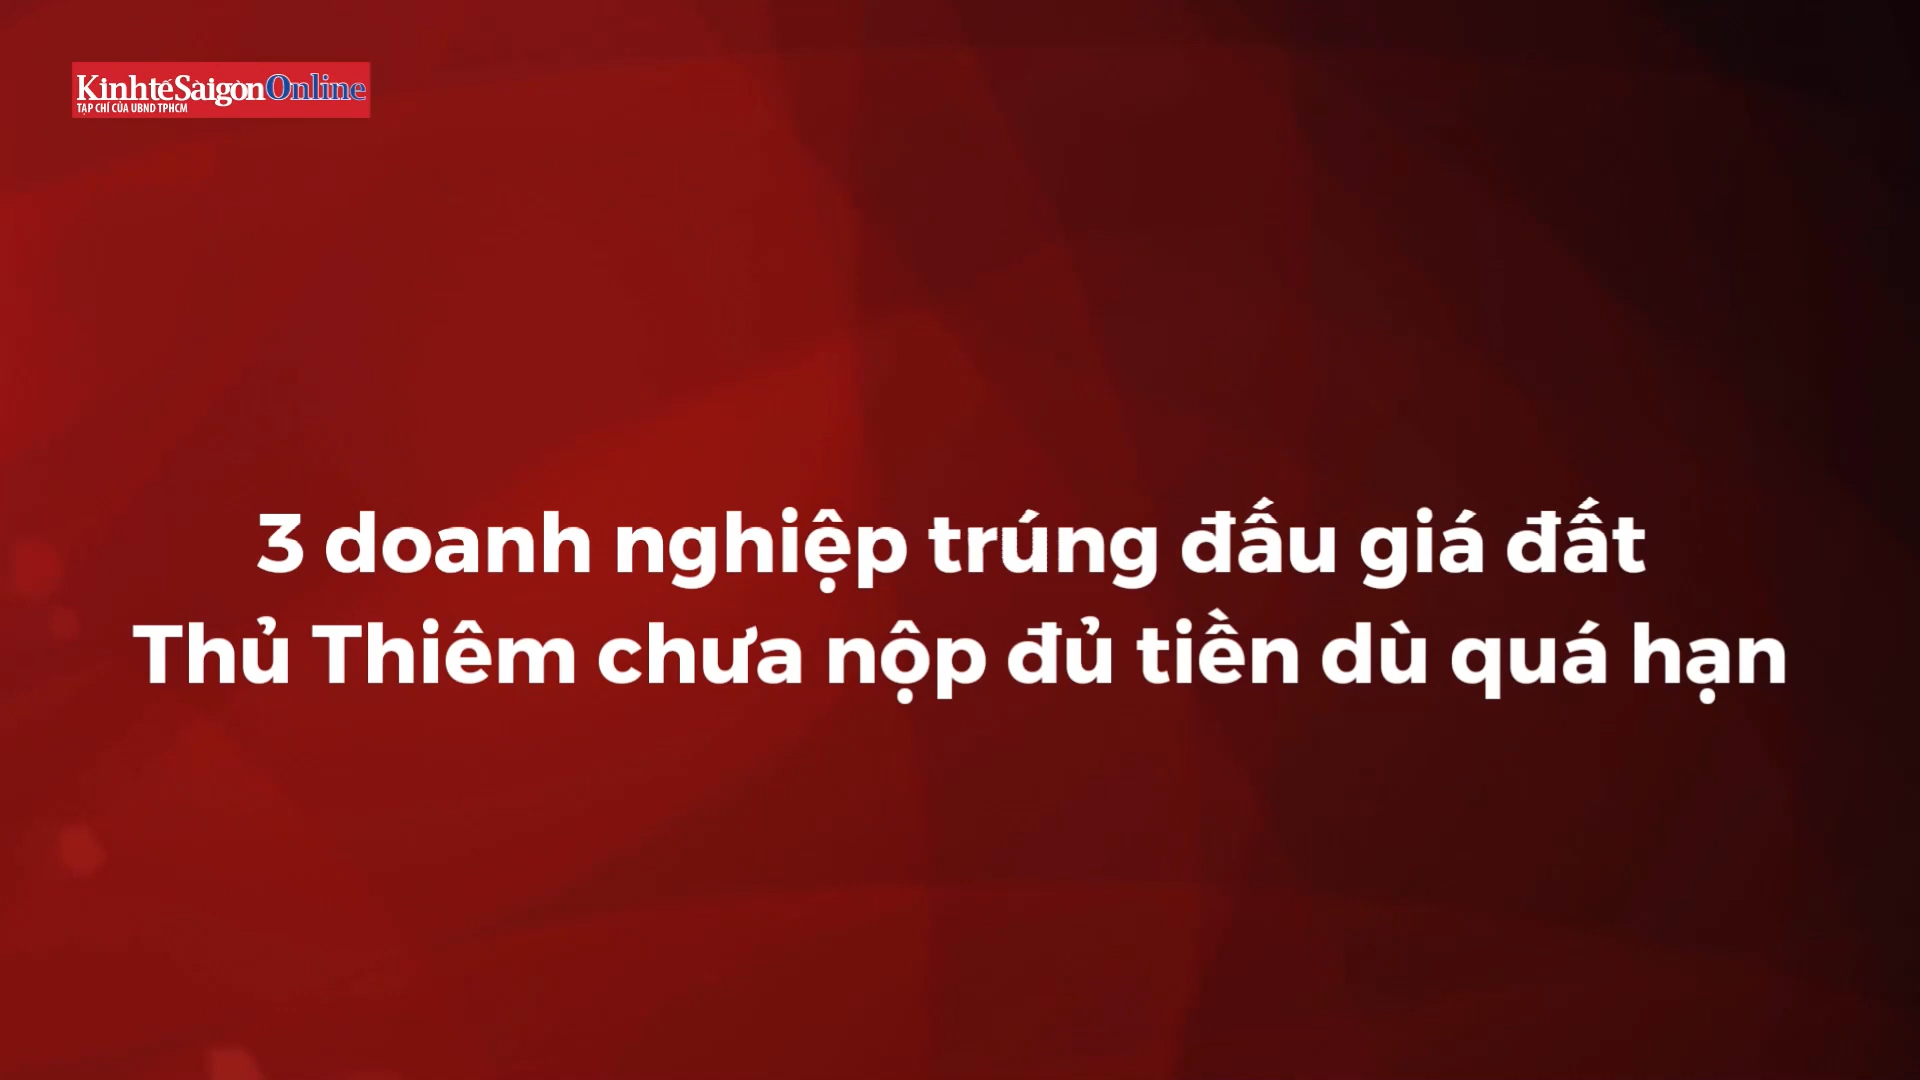 KinhtếSàigònOnline
TẠP CHÍ CỦA UBND TPHCM
3 doanh nghiệp trúng đấu giá đất
Thủ Thiêm chưa nộp đủ tiền dù quá hạn